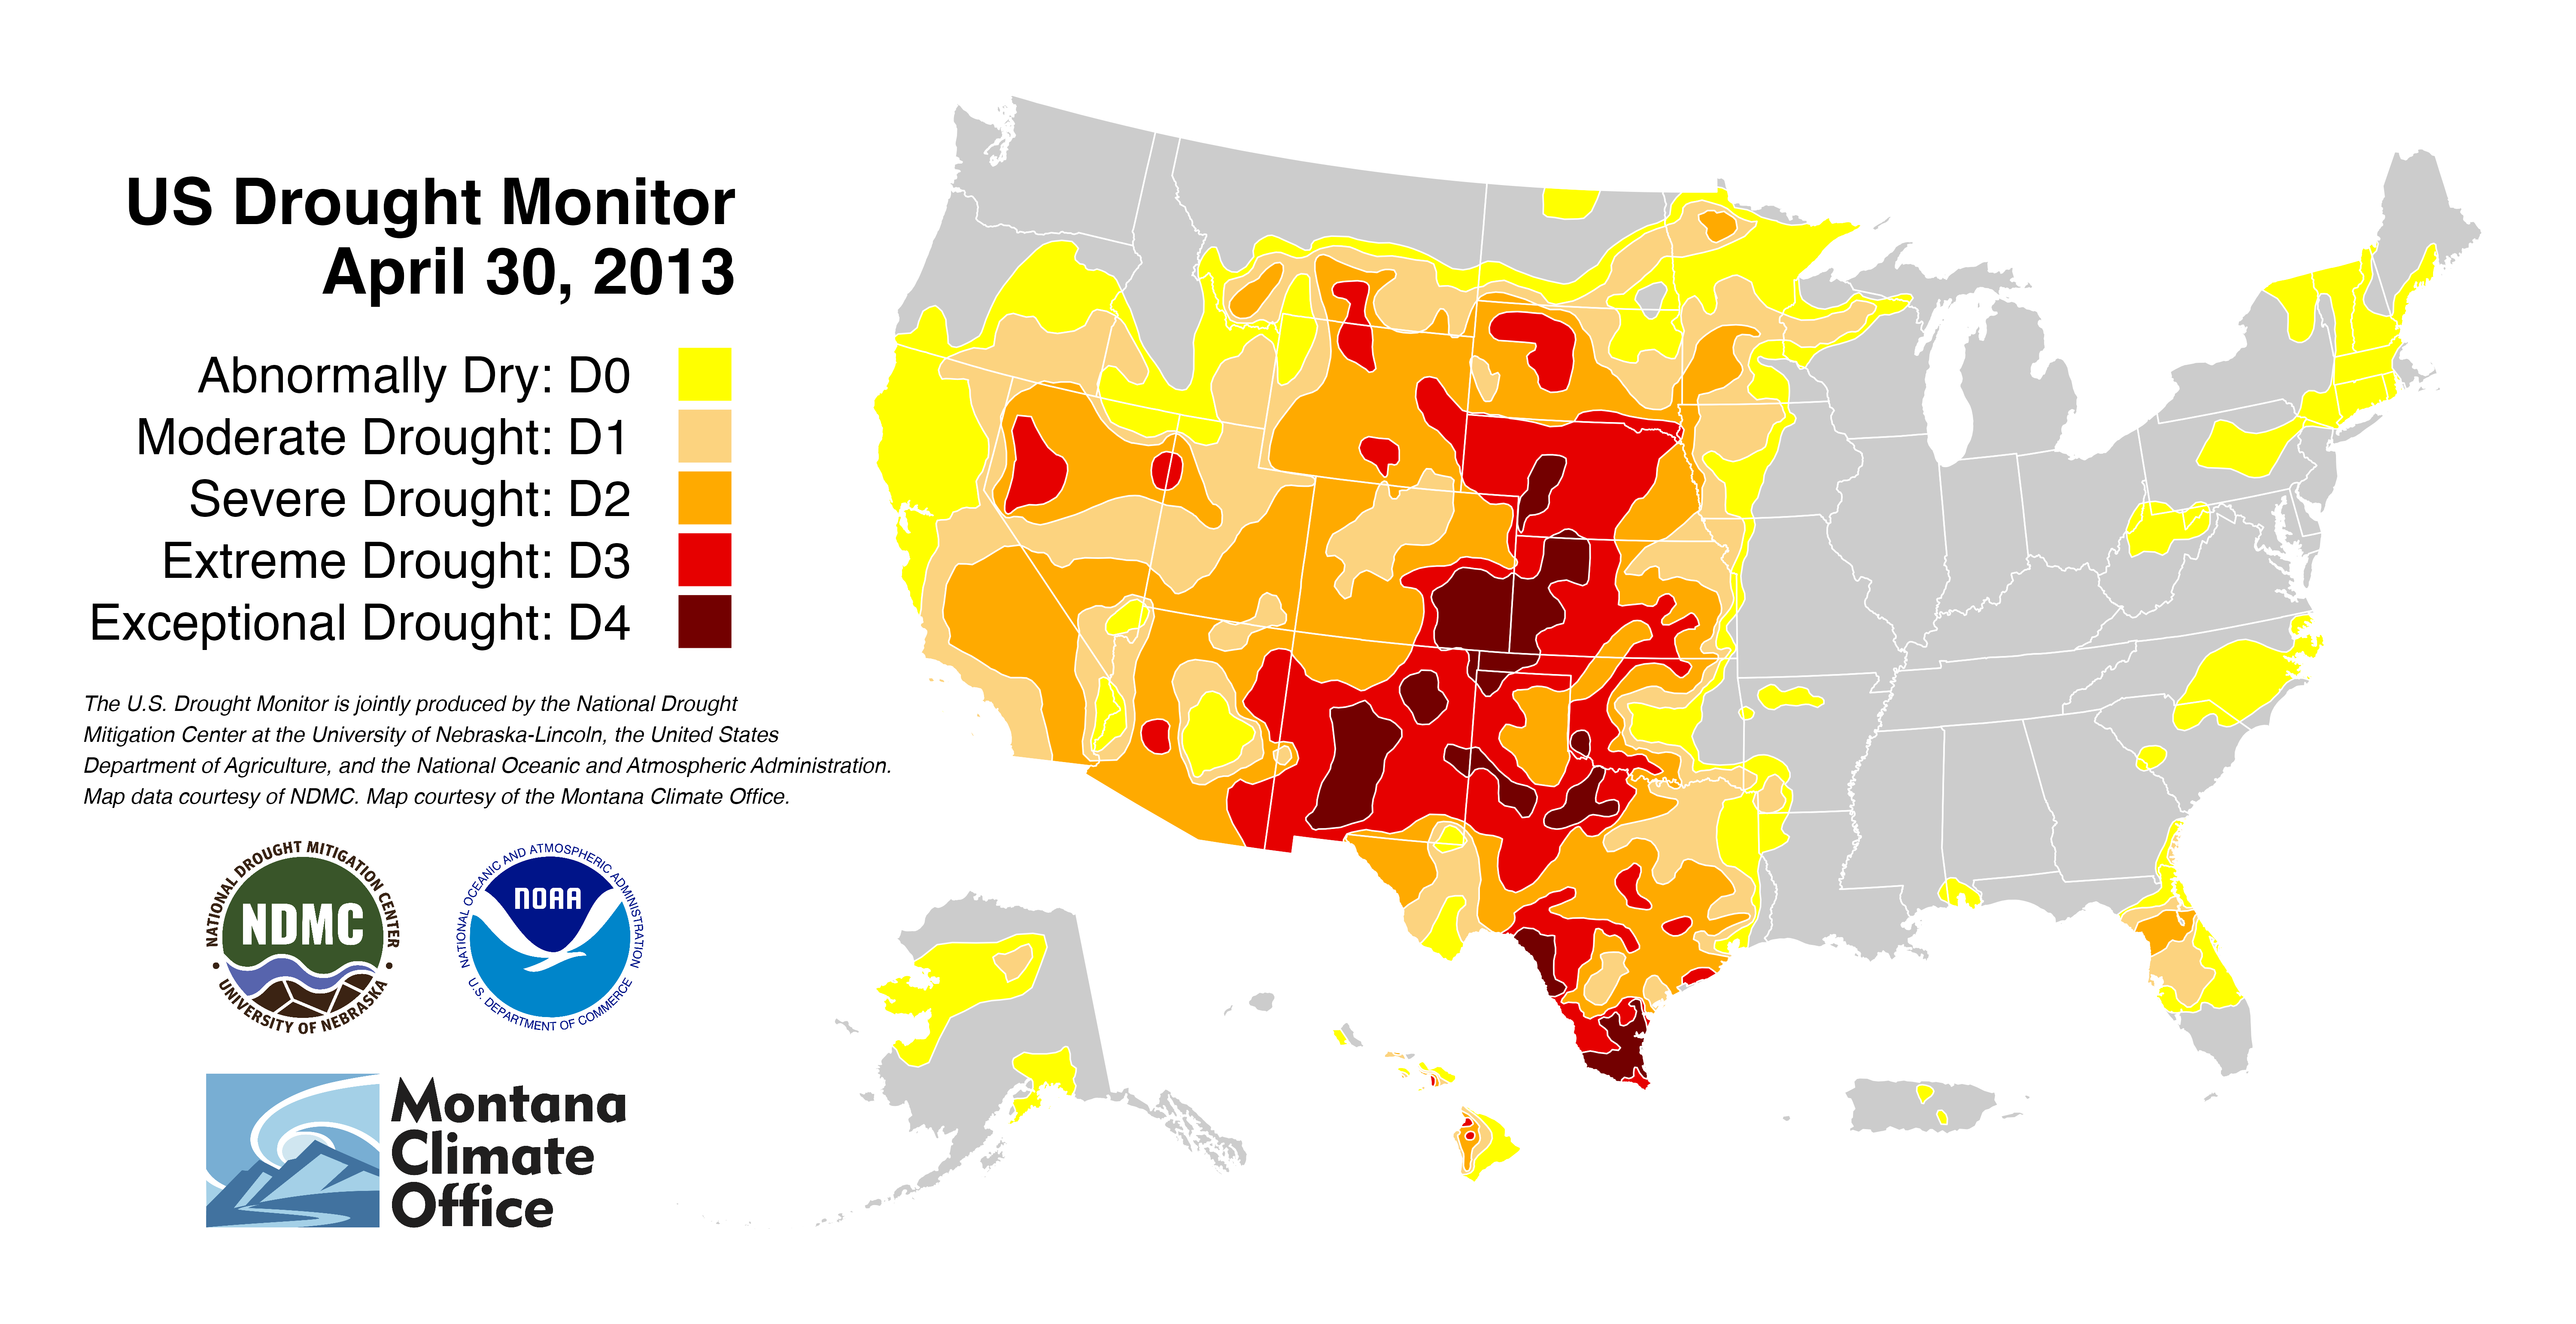 US Drought Monitor
April 30, 2013
Abnormally Dry: D0
Moderate Drought: D1
Severe Drought: D2
Extreme Drought: D3
Exceptional Drought: D4
The U.S. Drought Monitor is jointly produced by the National Drought
Mitigation Center at the University of Nebraska-Lincoln, the United States
Department of Agriculture, and the National Oceanic and Atmospheric Administration.
Map data courtesy of NDMC. Map courtesy of the Montana Climate Office.
NATIONAL DROUGHT MITIGATION CENTER
NDMC
• UNIVERSITY OF NEBRASKA •
NATIONAL OCEANIC AND ATMOSPHERIC ADMINISTRATION
NOAA
U.S. DEPARTMENT OF COMMERCE
Montana
Climate
Office